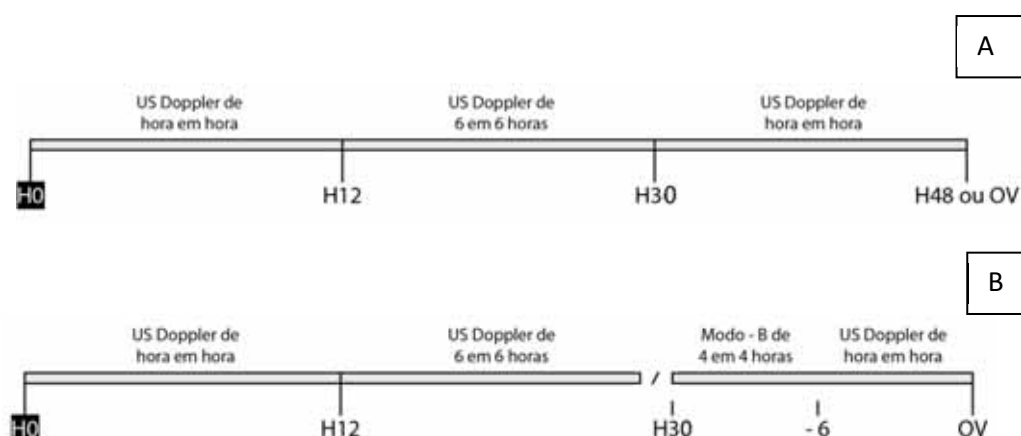 A
US Doppler de
hora em hora
US Doppler de
6 em 6 horas
US Doppler de
hora em hora
H0
H12
H30
H48 ou OV
B
US Doppler de
hora em hora
US Doppler de
6 em 6 horas
Modo - B de
4 em 4 horas
US Doppler de
hora em hora
/
H0
H12
H30
- 6
OV